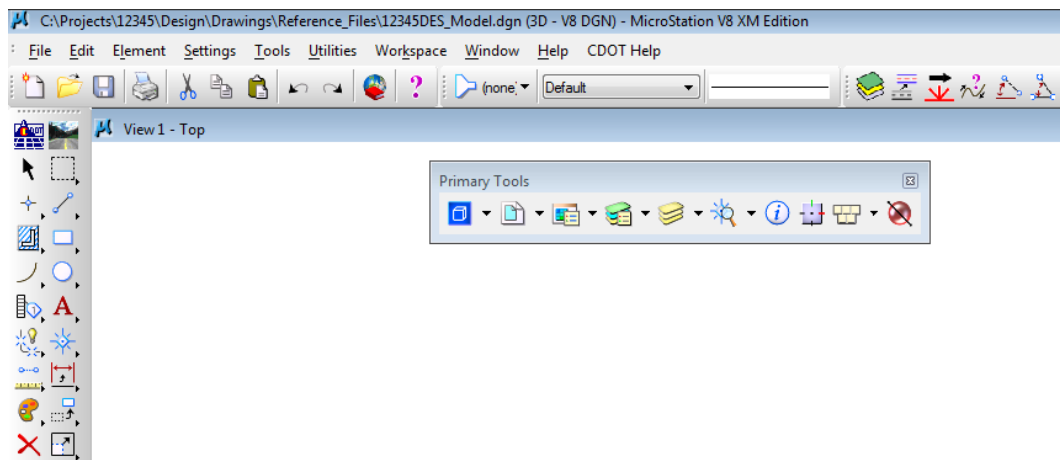 C:\Projects\12345\Design\Drawings\Reference_Files\12345DES_Model.dgn (3D - V8 DGN) - MicroStation V8 XM Edition
File Edit Element Settings Tools Utilities Workspace Window Help CDOT Help
(none) Default
View 1 - Top
Primary Tools